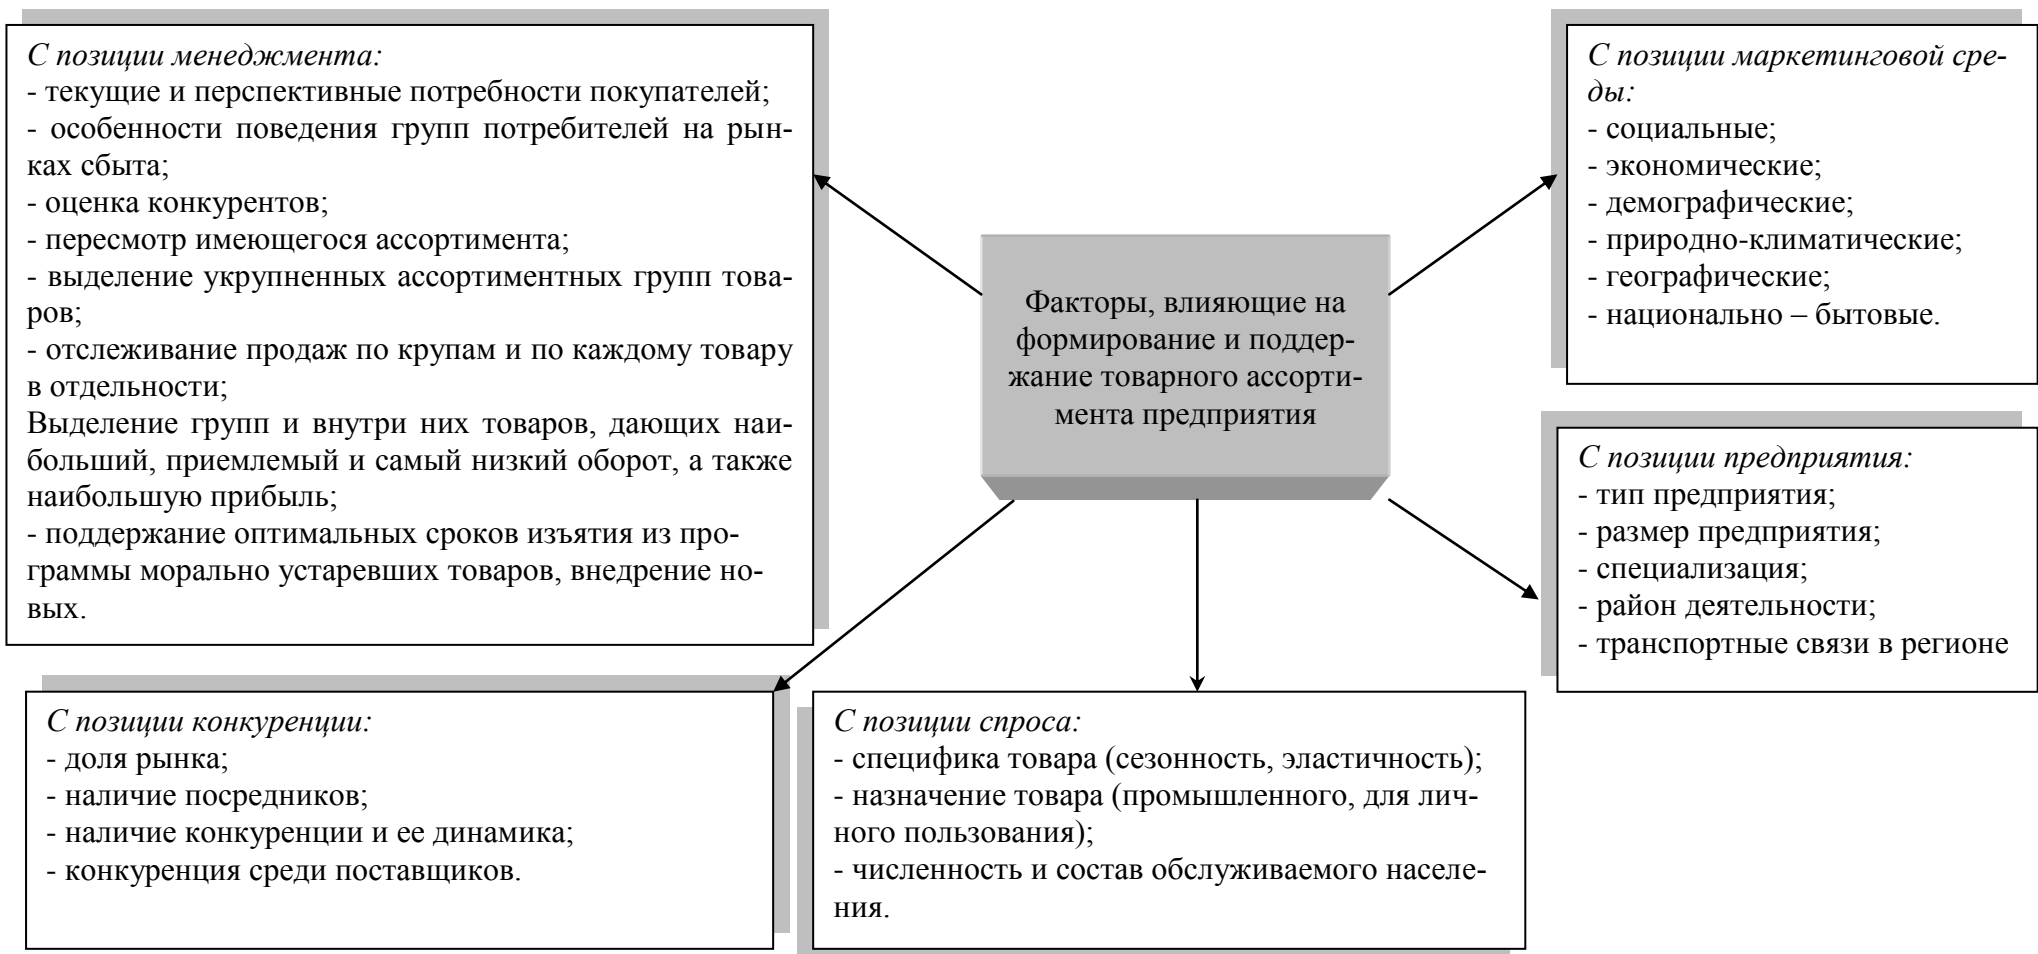 С позиции менеджмента:
- текущие и перспективные потребности покупателей;
- особенности поведения групп потребителей на рын-
ках сбыта;
- оценка конкурентов;
- пересмотр имеющегося ассортимента;
- выделение укрупненных ассортиментных групп това-
ров;
- отслеживание продаж по крупам и по каждому товару
в отдельности;
Выделение групп и внутри них товаров, дающих наи-
больший, приемлемый и самый низкий оборот, а также
наибольшую прибыль;
- поддержание оптимальных сроков изъятия из про-
граммы морально устаревших товаров, внедрение но-
вых.
Факторы, влияющие на
формирование и поддер-
жание товарного ассорти-
мента предприятия
С позиции маркетинговой сре-
ды:
- социальные;
- экономические;
- демографические;
- природно-климатические;
- географические;
- национально – бытовые.
С позиции предприятия:
- тип предприятия;
- размер предприятия;
- специализация;
- район деятельности;
- транспортные связи в регионе
С позиции конкуренции:
- доля рынка;
- наличие посредников;
- наличие конкуренции и ее динамика;
- конкуренция среди поставщиков.
С позиции спроса:
- специфика товара (сезонность, эластичность);
- назначение товара (промышленного, для лич-
ного пользования);
- численность и состав обслуживаемого населе-
ния.